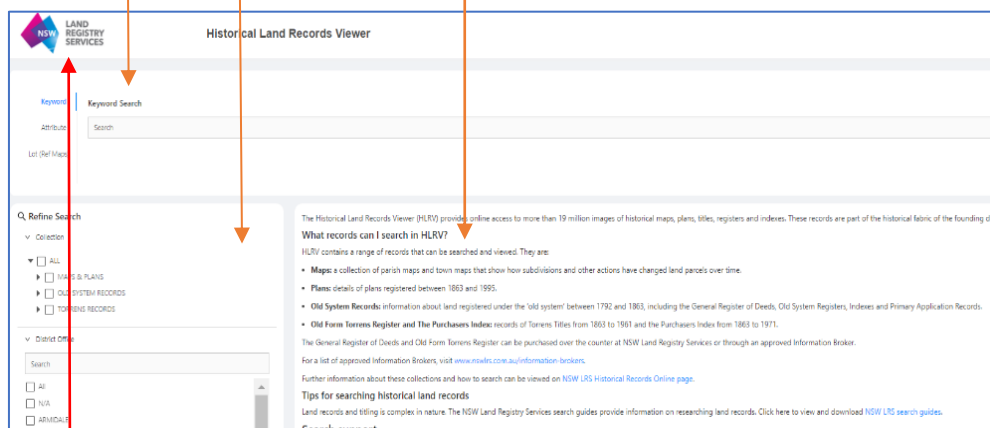 NSW
LAND
REGISTRY
SERVICES
Historical Land Records Viewer
Keyword
Attribute
Lot (Ref Maps)
Keyword Search
Search
Refine Search
Collection
ALL
MAPS & PLANS
OLD SYSTEM RECORDS
TORRENS RECORDS
District Office
Search
All
N/A
ARMIDALE
The Historical Land Records Viewer (HLRV) provides online access to more than 19 million images of historical maps, plans, titles, registers and indexes. These records are part of the historical fabric of the founding
What records can I search in HLRV?
HLRV contains a range of records that can be searched and viewed. They are:
• Maps: a collection of parish maps and town maps that show how subdivisions and other actions have changed land parcels over time.
• Plans: details of plans registered between 1863 and 1995.
• Old System Records: information about land registered under the 'old system' between 1792 and 1863, including the General Register of Deeds, Old System Registers, Indexes and Primary Application Records.
• Old Form Torrens Register and The Purchasers Index: records of Torrens Titles from 1863 to 1961 and the Purchasers Index from 1863 to 1971.
The General Register of Deeds and Old Form Torrens Register can be purchased over the counter at NSW Land Registry Services or through an approved Information Broker.
For a list of approved Information Brokers, visit www.nswlrs.com.au/information-brokers.
Further information about these collections and how to search can be viewed on NSW LRS Historical Records Online page.
Tips for searching historical land records
Land records and titling is complex in nature. The NSW Land Registry Services search guides provide information on researching land records. Click here to view and download NSW LRS search guides.